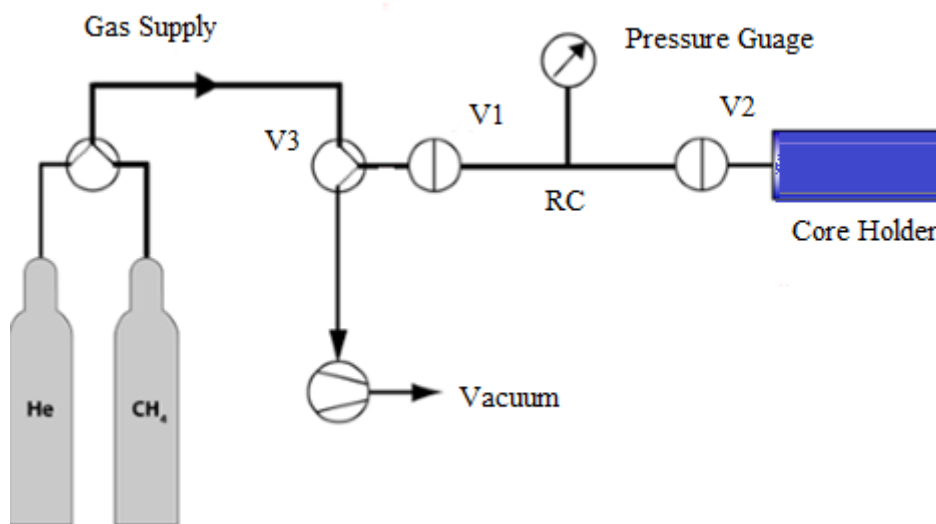 Gas Supply
Pressure Guage
V3
V1
V2
RC
Core Holder
Vacuum
He
CH₄